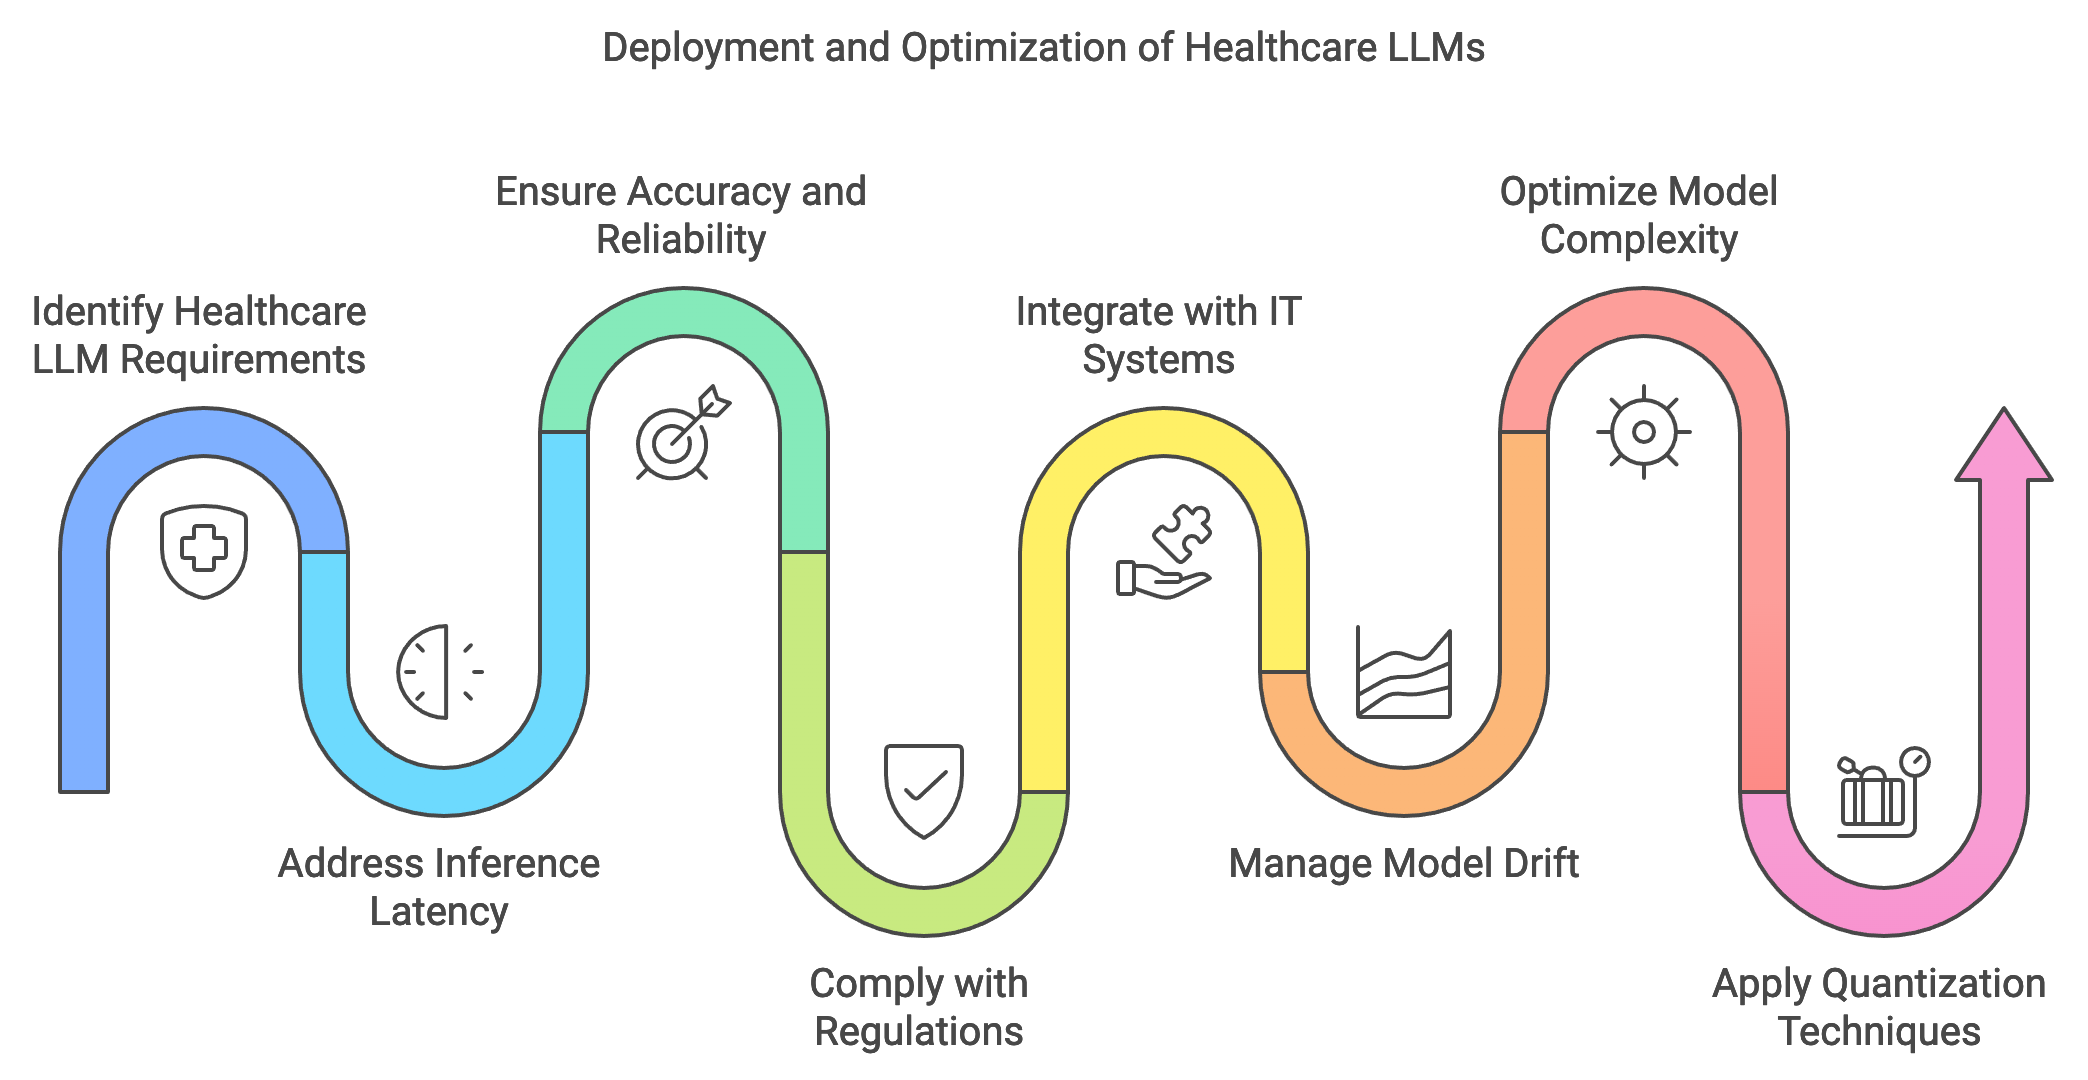 Deployment and Optimization of Healthcare LLMs
Identify Healthcare
LLM Requirements
Address Inference
Latency
Ensure Accuracy and
Reliability
Comply with
Regulations
Integrate with IT
Systems
Manage Model Drift
Optimize Model
Complexity
Apply Quantization
Techniques